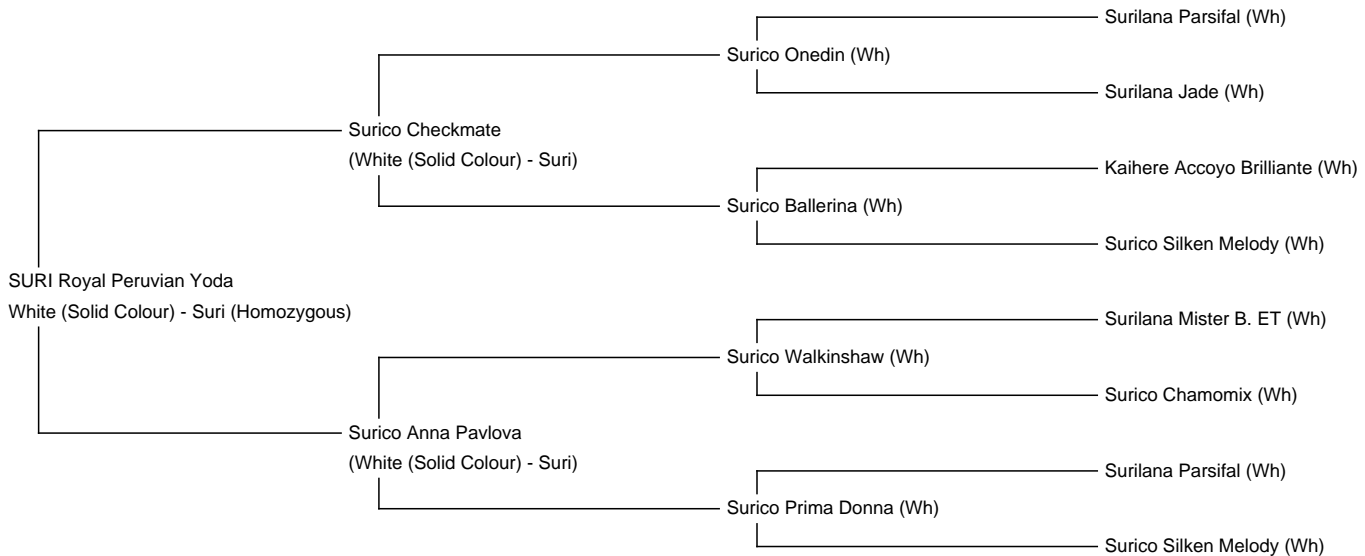 Surilana Parsifal (Wh)
Surico Onedin (Wh)
Surilana Jade (Wh)
Surico Checkmate
(White (Solid Colour) - Suri)
Kaihere Accoyo Brilliante (Wh)
Surico Ballerina (Wh)
Surico Silken Melody (Wh)
SURI Royal Peruvian Yoda
White (Solid Colour) - Suri (Homozygous)
Surilana Mister B. ET (Wh)
Surico Walkinshaw (Wh)
Surico Chamomix (Wh)
Surico Anna Pavlova
(White (Solid Colour) - Suri)
Surilana Parsifal (Wh)
Surico Prima Donna (Wh)
Surico Silken Melody (Wh)